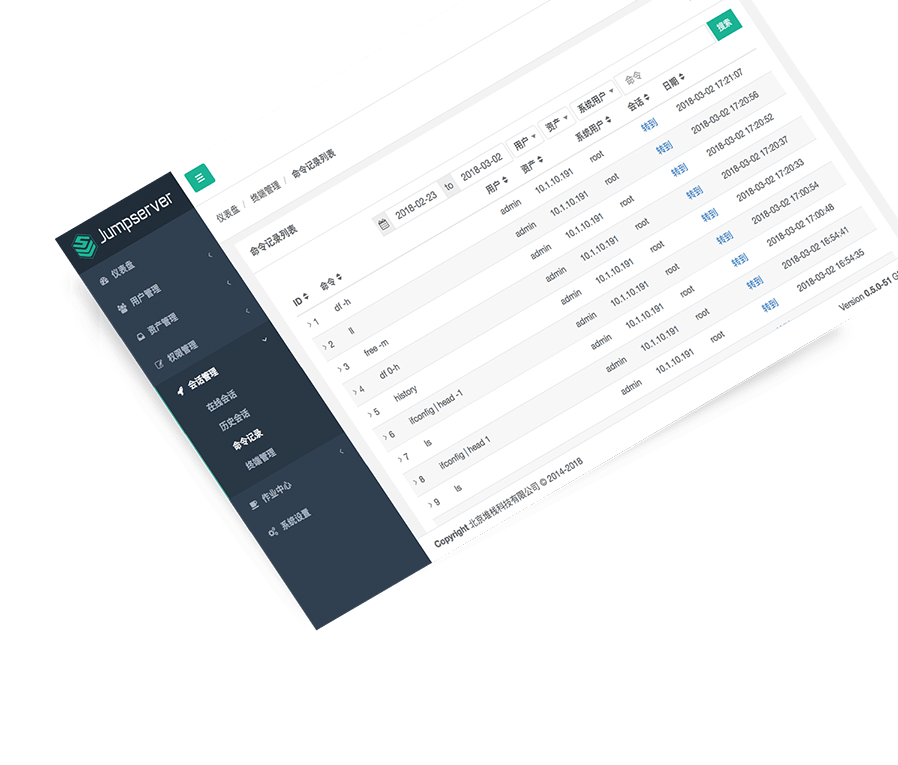 Jumpserver
仪表盘
用户管理
资产管理
权限管理
会话管理
在线会话
历史会话
命令记录
终端管理
作业中心
系统设置
仪表盘 / 终端管理 / 命令记录列表
命令记录列表
2018-02-23 to 2018-03-02 用户 资产 系统用户 命令 搜索
ID 命令 用户 资产 系统用户 会话 日期
> 1 df -h admin 10.1.10.191 root 转到 2018-03-02 17:21:07
> 2 ll admin 10.1.10.191 root 转到 2018-03-02 17:20:56
> 3 free -m admin 10.1.10.191 root 转到 2018-03-02 17:20:52
> 4 df 0-h admin 10.1.10.191 root 转到 2018-03-02 17:20:37
> 5 history admin 10.1.10.191 root 转到 2018-03-02 17:20:33
> 6 ifconfig | head -1 admin 10.1.10.191 root 转到 2018-03-02 17:00:54
> 7 ls admin 10.1.10.191 root 转到 2018-03-02 17:00:48
> 8 ifconfig | head 1 admin 10.1.10.191 root 转到 2018-03-02 16:54:41
> 9 ls admin 10.1.10.191 root 转到 2018-03-02 16:54:35
Copyright 北京堆栈科技有限公司 © 2014-2018
Version 0.5.0-51